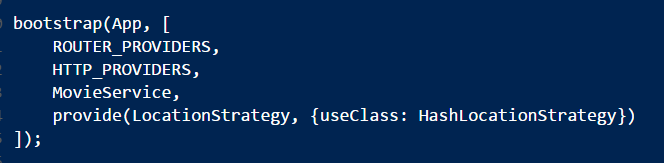 bootstrap(App, [
    ROUTER_PROVIDERS,
    HTTP_PROVIDERS,
    MovieService,
    provide(LocationStrategy, {useClass: HashLocationStrategy})
]);